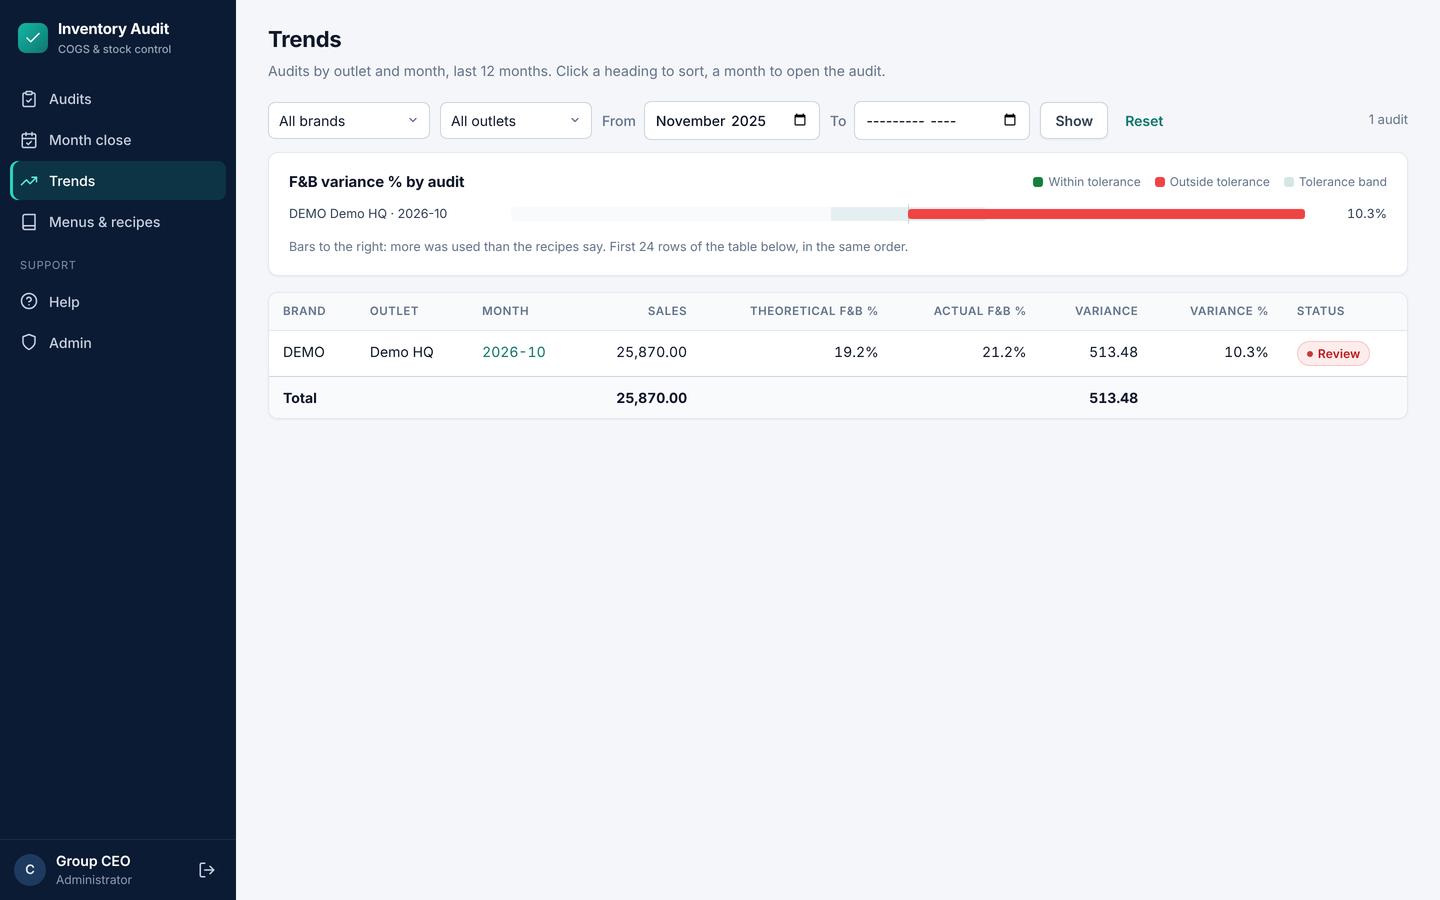 Inventory Audit
COGS & stock control
Audits
Month close
Trends
Menus & recipes
SUPPORT
Help
Admin
Group CEO
C
Administrator
Trends
Audits by outlet and month, last 12 months. Click a heading to sort, a month to open the audit.
All brands All outlets From November 2025 To --------- ---- Show Reset 1 audit
F&B variance % by audit Within tolerance Outside tolerance Tolerance band
DEMO Demo HQ · 2026-10 10.3%
Bars to the right: more was used than the recipes say. First 24 rows of the table below, in the same order.
BRAND OUTLET MONTH SALES THEORETICAL F&B % ACTUAL F&B % VARIANCE VARIANCE % STATUS
DEMO Demo HQ 2026-10 25,870.00 19.2% 21.2% 513.48 10.3% Review
Total 25,870.00 513.48